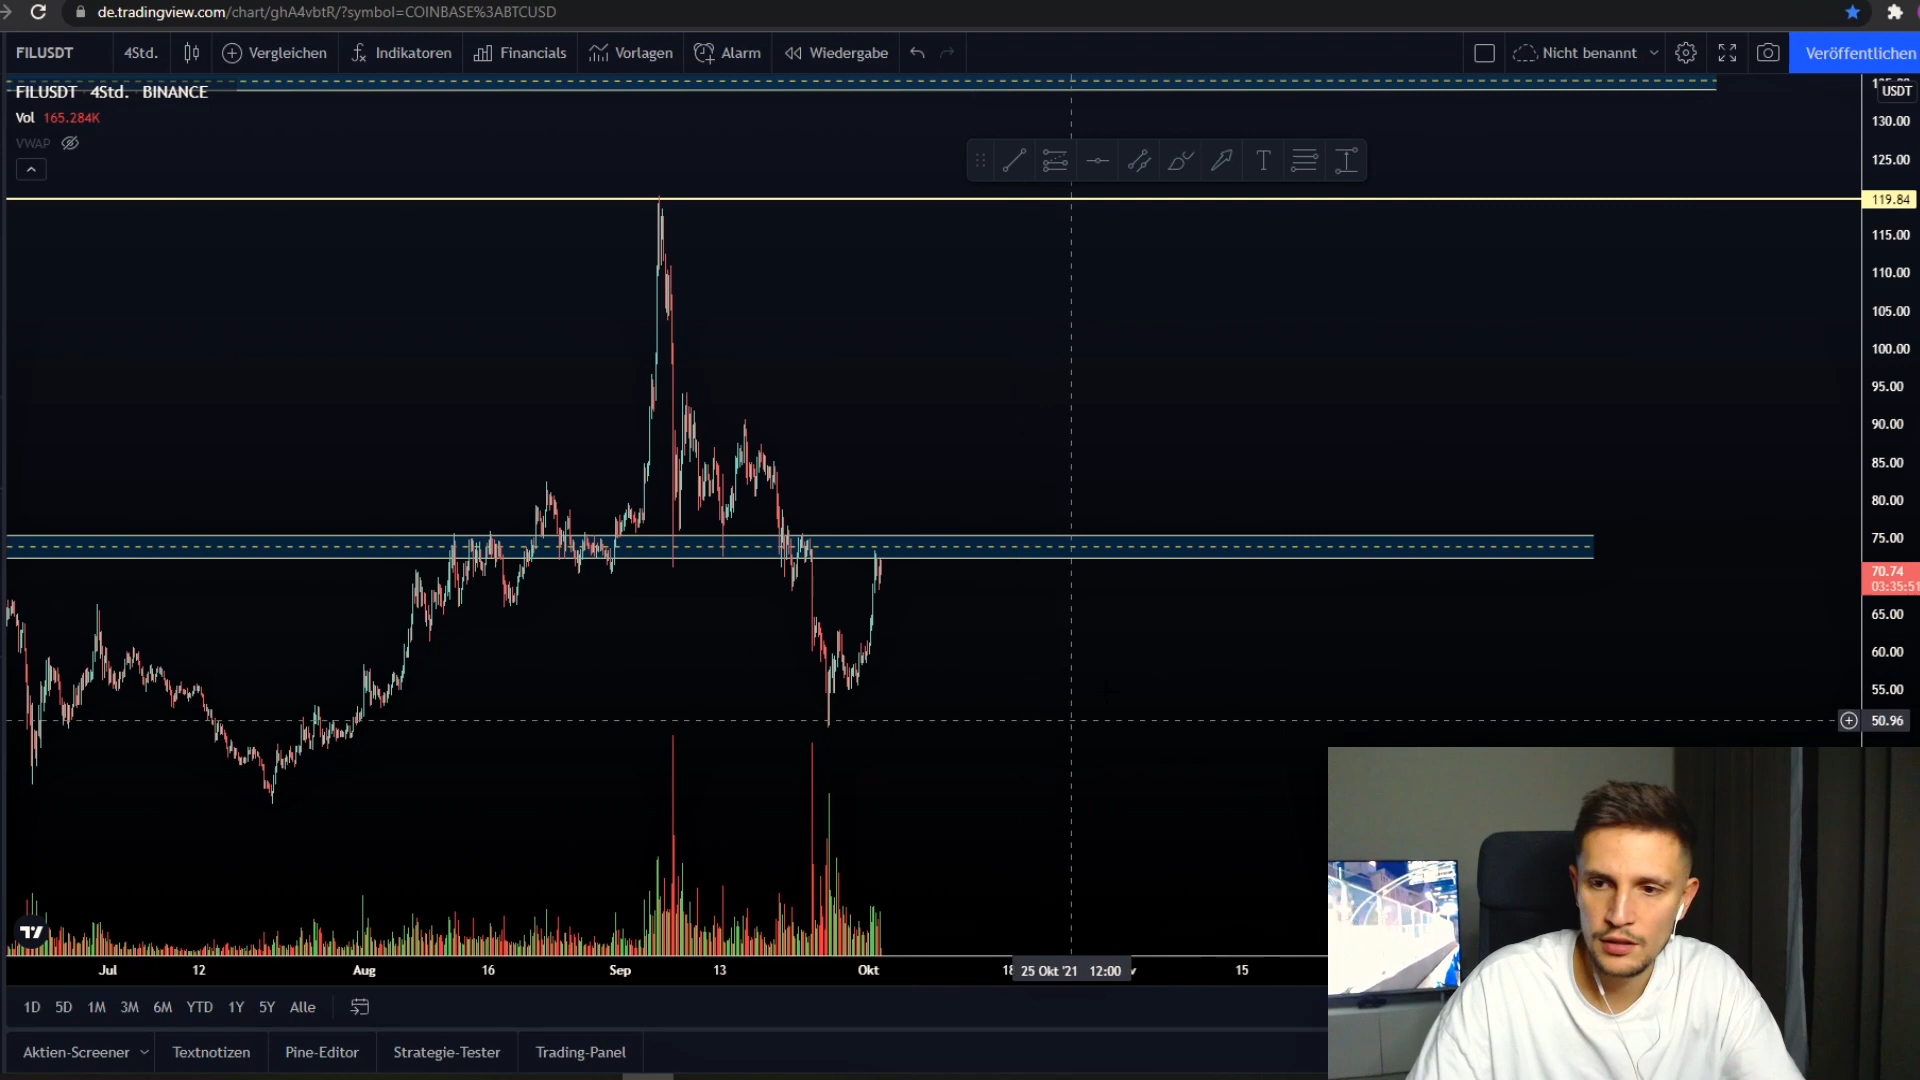 de.tradingview.com/chart/ghA4vbtR/?symbol=COINBASE%3ABTCUSD
FILUSDT 4Std. Vergleichen Indikatoren Financials Vorlagen Alarm Wiedergabe Nicht benannt Veröffentlichen
FILUSDT 4Std. BINANCE
USDT
Vol 165.284K
130.00
VWAP
125.00
119.84
115.00
110.00
105.00
100.00
95.00
90.00
85.00
80.00
75.00
70.74
03:35:51
65.00
60.00
55.00
50.96
Jul 12 Aug 16 Sep 13 Okt 25 Okt '21 12:00 15
1D 5D 1M 3M 6M YTD 1Y 5Y Alle
Aktien-Screener Textnotizen Pine-Editor Strategie-Tester Trading-Panel